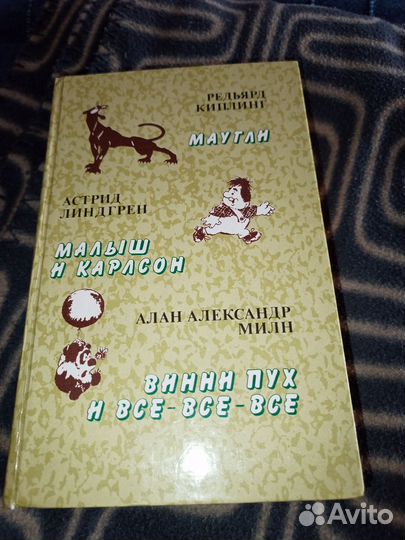 РЕДЬЯРД
КИПЛИНГ
МАУГЛИ
АСТРИД
ЛИНДГРЕН
МАЛЫШ
И КАРЛСОН
АЛАН АЛЕКСАНДР
МИЛН
ВИННИ ПУХ
И ВСЕ-ВСЕ-ВСЕ
Avito